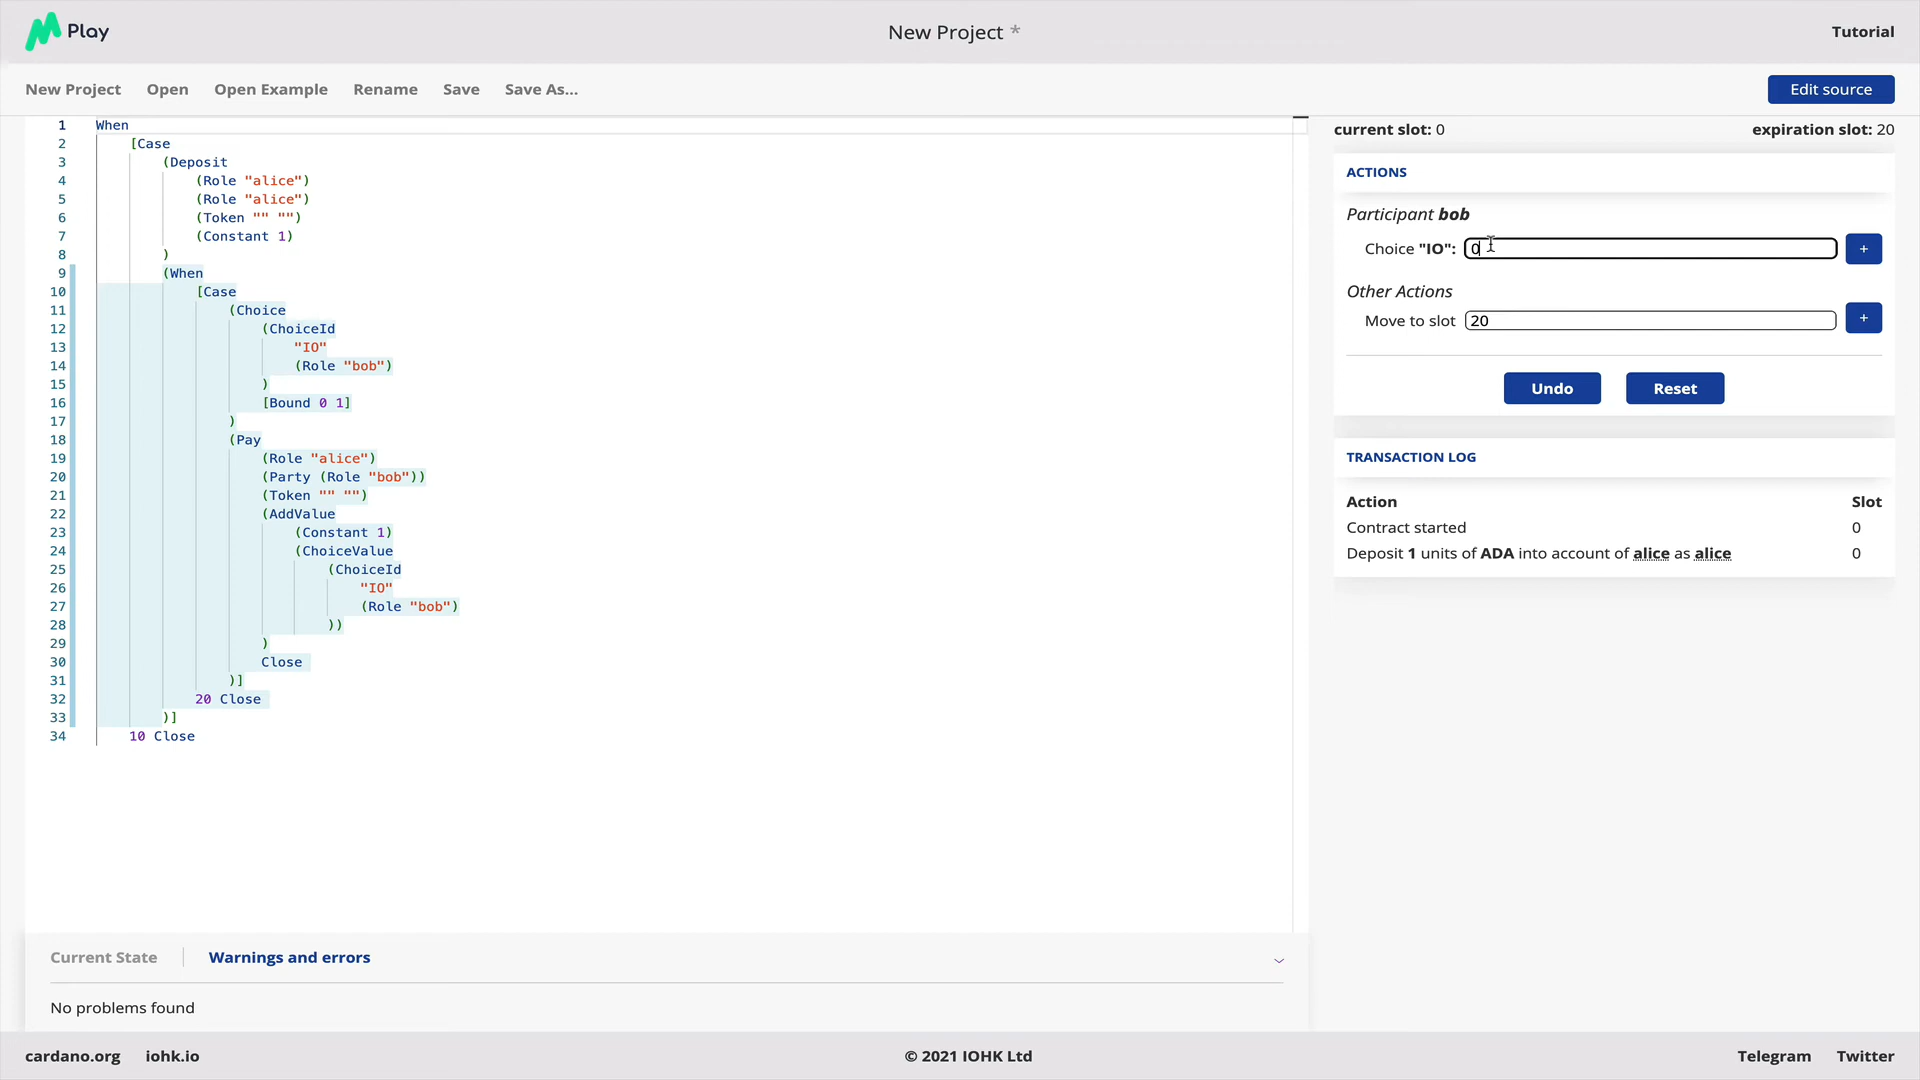 Play
New Project *
Tutorial
New Project Open Open Example Rename Save Save As...
Edit source
1 When
2 [Case
3 (Deposit
4 (Role "alice")
5 (Role "alice")
6 (Token "" "")
7 (Constant 1)
8 )
9 (When
10 [Case
11 (Choice
12 (ChoiceId
13 "IO"
14 (Role "bob")
15 )
16 [Bound 0 1]
17 )
18 (Pay
19 (Role "alice")
20 (Party (Role "bob"))
21 (Token "" "")
22 (AddValue
23 (Constant 1)
24 (ChoiceValue
25 (ChoiceId
26 "IO"
27 (Role "bob")
28 ))
29 )
30 Close
31 )]
32 20 Close
33 )]
34 10 Close
current slot: 0 expiration slot: 20
ACTIONS
Participant bob
Choice "IO": 0 +
Other Actions
Move to slot 20 +
Undo Reset
TRANSACTION LOG
Action Slot
Contract started 0
Deposit 1 units of ADA into account of alice as alice 0
Current State Warnings and errors
No problems found
cardano.org iohk.io © 2021 IOHK Ltd Telegram Twitter